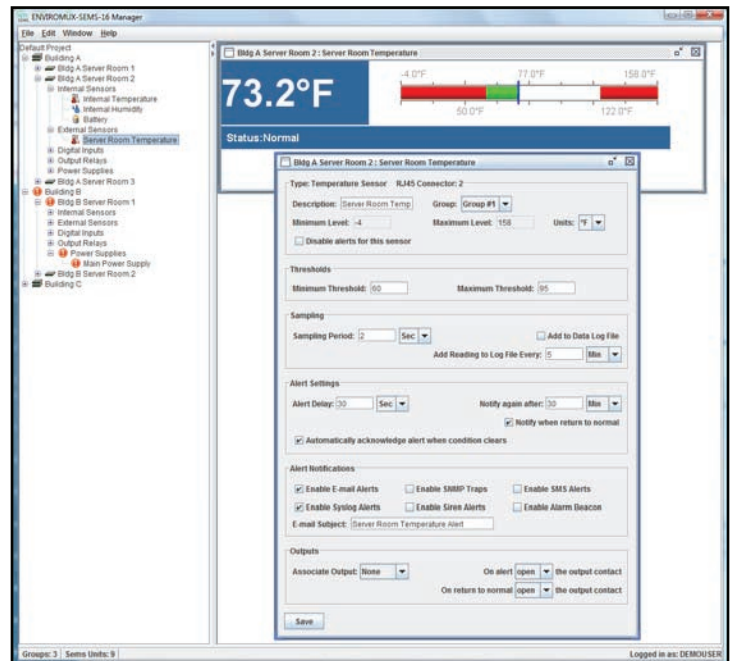 ENVIROMUX-SEMS-16 Manager
File Edit Window Help
Default Project
Building A
Bldg A Server Room 1
Bldg A Server Room 2
Internal Sensors
Internal Temperature
Internal Humidity
Battery
External Sensors
Server Room Temperature
Digital Inputs
Output Relays
Power Supplies
Bldg A Server Room 3
Building B
Bldg B Server Room 1
Internal Sensors
External Sensors
Digital Inputs
Output Relays
Power Supplies
Main Power Supply
Bldg B Server Room 2
Building C
Bldg A Server Room 2 : Server Room Temperature
73.2°F
-4.0°F 77.0°F 158.0°F
50.0°F 122.0°F
Status:Normal
Bldg A Server Room 2 : Server Room Temperature
Type: Temperature Sensor RJ45 Connector: 2
Description: Server Room Temp Group: Group #1
Minimum Level: -4 Maximum Level: 158 Units: °F
Disable alerts for this sensor
Thresholds
Minimum Threshold: 60 Maximum Threshold: 95
Sampling
Sampling Period: 2 Sec Add to Data Log File
Add Reading to Log File Every: 5 Min
Alert Settings
Alert Delay: 30 Sec Notify again after: 30 Min
Notify when return to normal
Automatically acknowledge alert when condition clears
Alert Notifications
Enable E-mail Alerts Enable SNMP Traps Enable SMS Alerts
Enable Syslog Alerts Enable Siren Alerts Enable Alarm Beacon
E-mail Subject: Server Room Temperature Alert
Outputs
Associate Output: None On alert open the output contact
On return to normal open the output contact
Save
Groups: 3 Sems Units: 9 Logged in as: DEMOUSER